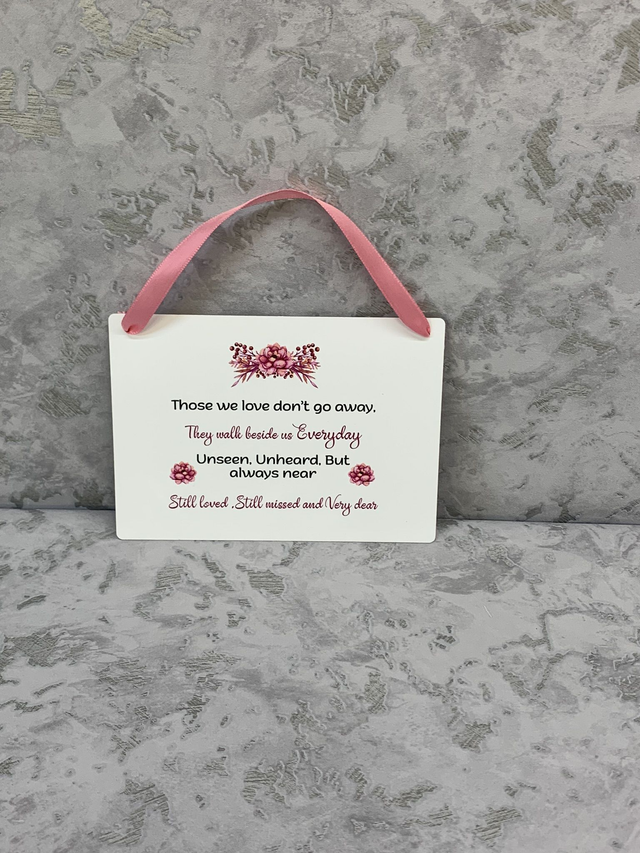 Those we love don't go away,
They walk beside us Everyday
Unseen, Unheard, But
always near
Still loved ,Still missed and Very dear